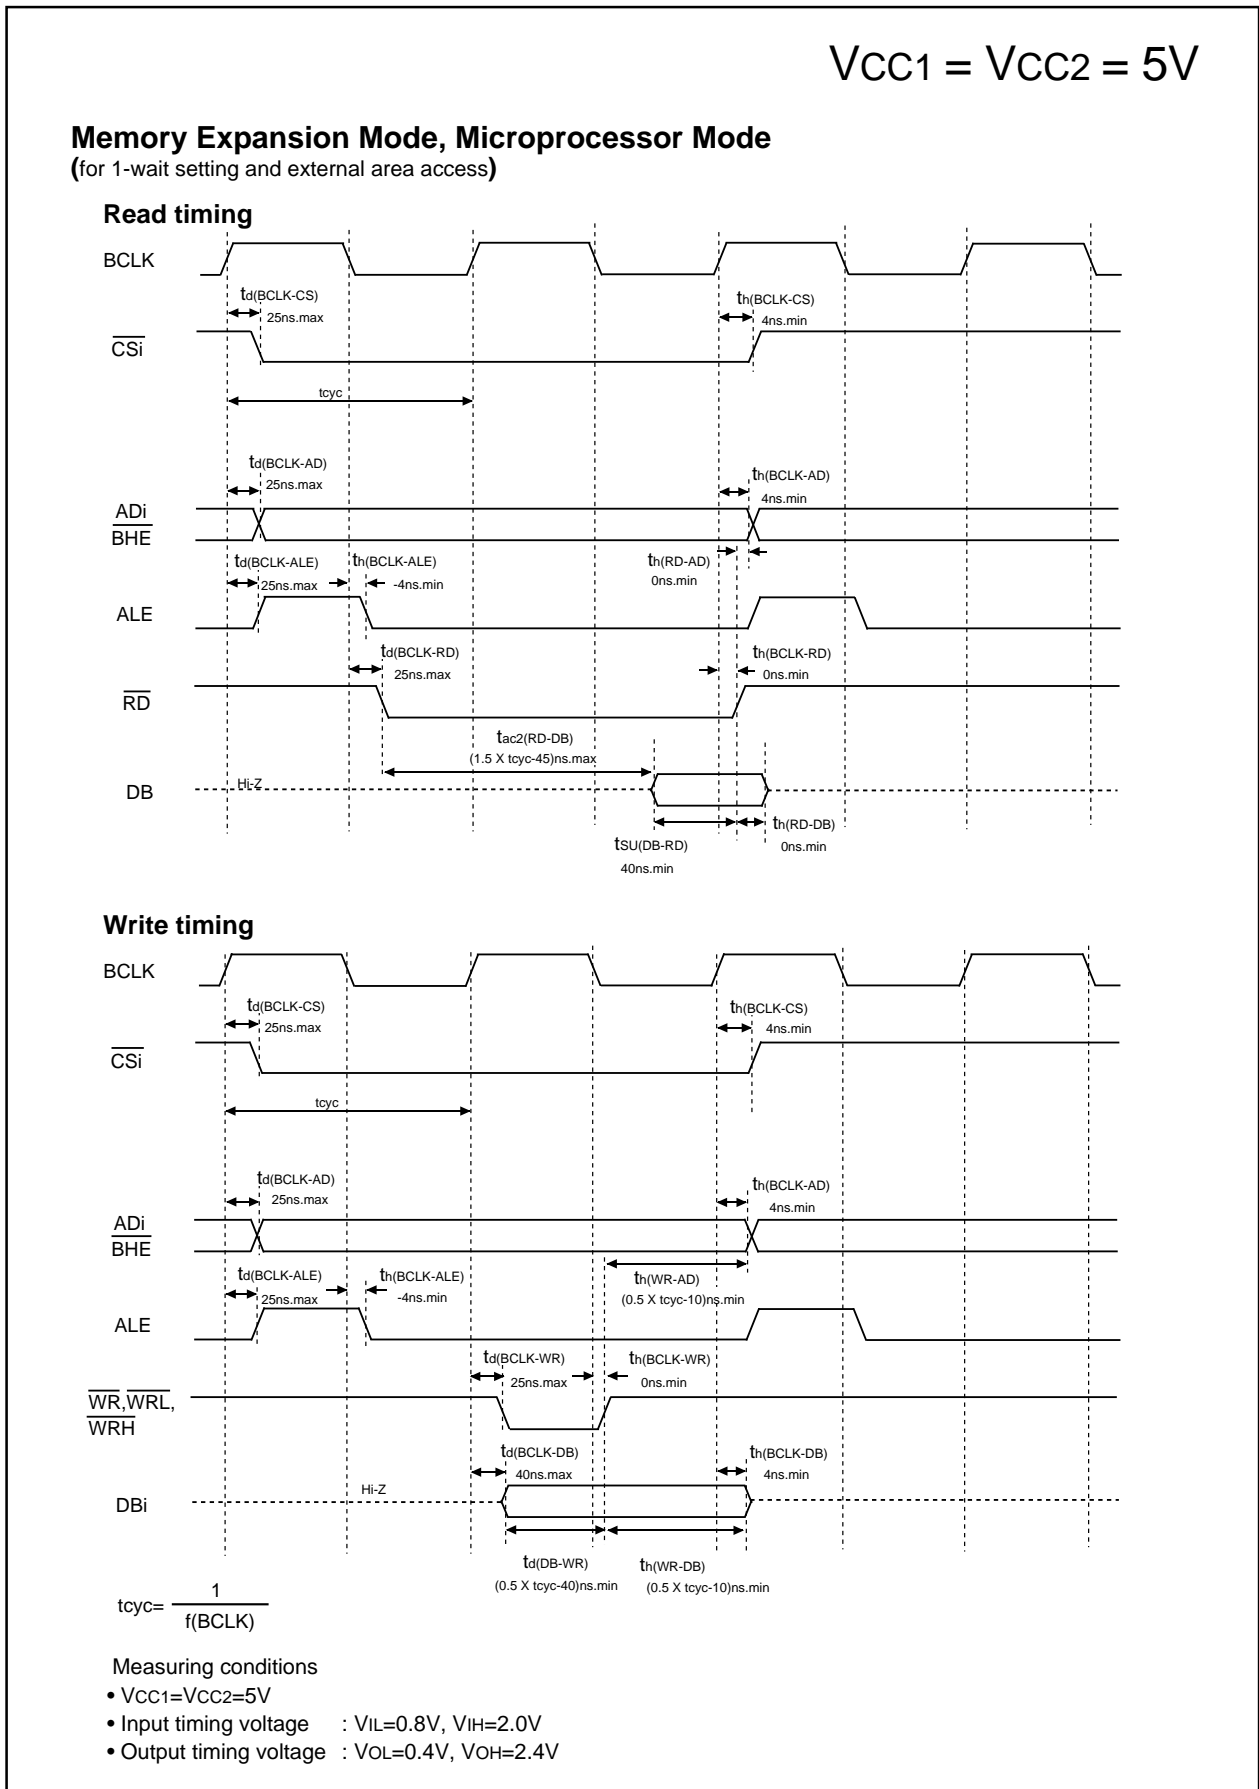 VCC1 = VCC2 = 5V
Memory Expansion Mode, Microprocessor Mode
(for 1-wait setting and external area access)
Read timing
BCLK
td(BCLK-CS)
25ns.max
th(BCLK-CS)
4ns.min
CSi
tcyc
td(BCLK-AD)
25ns.max
th(BCLK-AD)
4ns.min
ADi
BHE
td(BCLK-ALE)
25ns.max
th(BCLK-ALE)
-4ns.min
th(RD-AD)
0ns.min
ALE
td(BCLK-RD)
25ns.max
th(BCLK-RD)
0ns.min
RD
tac2(RD-DB)
(1.5 X tcyc-45)ns.max
DB
Hi-Z
tSU(DB-RD)
40ns.min
th(RD-DB)
0ns.min
Write timing
BCLK
td(BCLK-CS)
25ns.max
th(BCLK-CS)
4ns.min
CSi
tcyc
td(BCLK-AD)
25ns.max
th(BCLK-AD)
4ns.min
ADi
BHE
td(BCLK-ALE)
25ns.max
th(BCLK-ALE)
-4ns.min
th(WR-AD)
(0.5 X tcyc-10)ns.min
ALE
td(BCLK-WR)
25ns.max
th(BCLK-WR)
0ns.min
WR,WRL,
WRH
td(BCLK-DB)
40ns.max
th(BCLK-DB)
4ns.min
Hi-Z
DBi
td(DB-WR)
(0.5 X tcyc-40)ns.min
th(WR-DB)
(0.5 X tcyc-10)ns.min
tcyc= 1
f(BCLK)
Measuring conditions
• VCC1=VCC2=5V
• Input timing voltage : VIL=0.8V, VIH=2.0V
• Output timing voltage : VOL=0.4V, VOH=2.4V